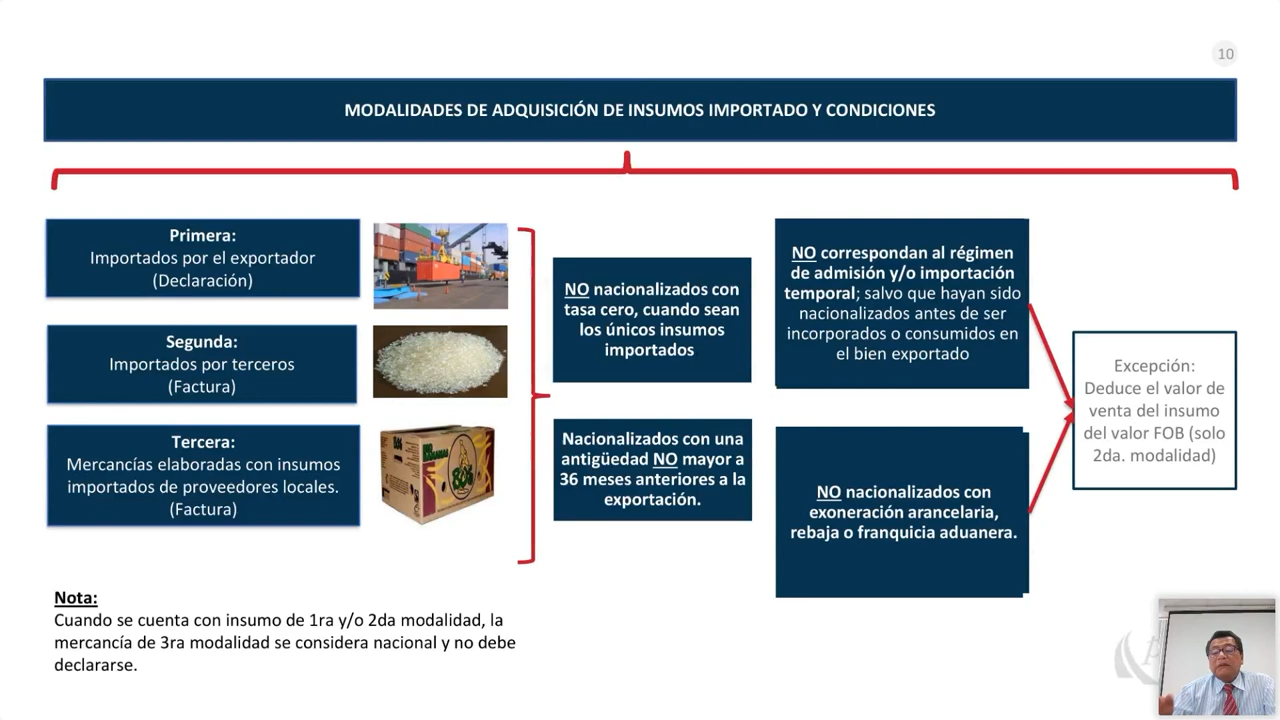 10
MODALIDADES DE ADQUISICIÓN DE INSUMOS IMPORTADO Y CONDICIONES
Primera:
Importados por el exportador
(Declaración)
Segunda:
Importados por terceros
(Factura)
Tercera:
Mercancías elaboradas con insumos
importados de proveedores locales.
(Factura)
NO nacionalizados con
tasa cero, cuando sean
los únicos insumos
importados
Nacionalizados con una
antigüedad NO mayor a
36 meses anteriores a la
exportación.
NO correspondan al régimen
de admisión y/o importación
temporal; salvo que hayan sido
nacionalizados antes de ser
incorporados o consumidos en
el bien exportado
NO nacionalizados con
exoneración arancelaria,
rebaja o franquicia aduanera.
Excepción:
Deduce el valor de
venta del insumo
del valor FOB (solo
2da. modalidad)
Nota:
Cuando se cuenta con insumo de 1ra y/o 2da modalidad, la
mercancía de 3ra modalidad se considera nacional y no debe
declararse.